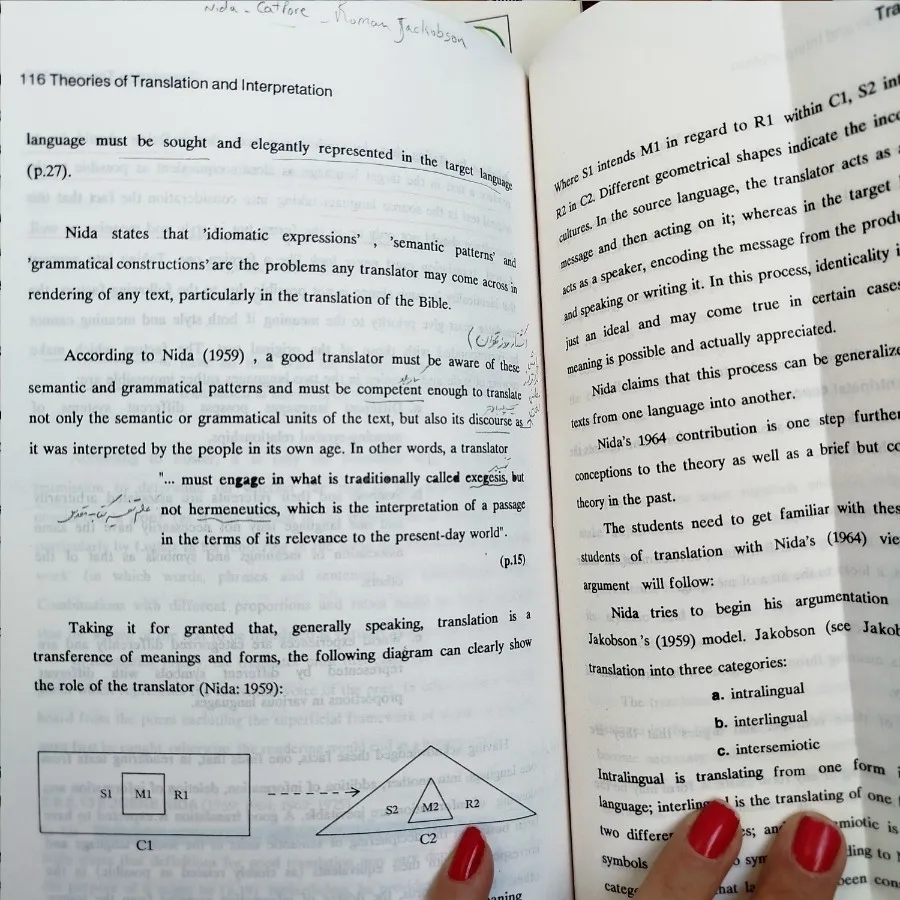 Nida - Catfore - Roman Jackobson
116 Theories of Translation and Interpretation
language must be sought and elegantly represented in the target language
(p.27).
Nida states that 'idiomatic expressions' , 'semantic patterns' and
'grammatical constructions' are the problems any translator may come across in
rendering of any text, particularly in the translation of the Bible.
According to Nida (1959) , a good translator must be aware of these
semantic and grammatical patterns and must be competent enough to translate
not only the semantic or grammatical units of the text, but also its discourse as
it was interpreted by the people in its own age. In other words, a translator
"... must engage in what is traditionally called exegesis, but
not hermeneutics, which is the interpretation of a passage
in the terms of its relevance to the present-day world".
(p.15)
Taking it for granted that, generally speaking, translation is a
transference of meanings and forms, the following diagram can clearly show
the role of the translator (Nida: 1959):
S1 M1 R1
C1
S2 M2 R2
C2
Tra
Where S1 intends M1 in regard to R1 within C1, S2 int
R2 in C2. Different geometrical shapes indicate the inco
cultures. In the source language, the translator acts as
message and then acting on it; whereas in the target
acts as a speaker, encoding the message from the produ
and speaking or writing it. In this process, identicality i
just an ideal and may come true in certain cases
meaning is possible and actually appreciated.
Nida claims that this process can be generalize
texts from one language into another.
Nida's 1964 contribution is one step further
conceptions to the theory as well as a brief but co
theory in the past.
The students need to get familiar with thes
students of translation with Nida's (1964) vie
argument will follow:
Nida tries to begin his argumentation
Jakobson 's (1959) model. Jakobson (see Jakob
translation into three categories:
a. intralingual
b. interlingual
c. intersemiotic
Intralingual is translating from one form
language; interlin is the translating of one
two differe es; an miotic is
symbols sym ding to
categ hat la been cons